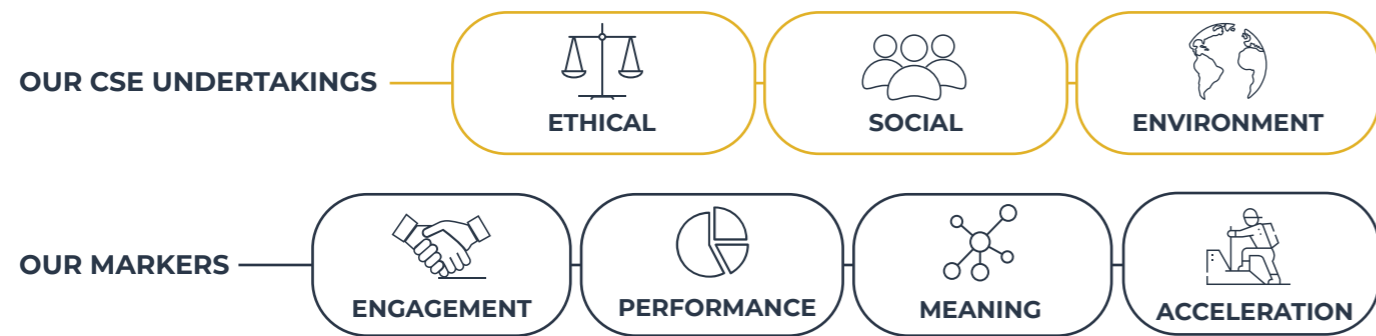 OUR CSE UNDERTAKINGS
ETHICAL
SOCIAL
ENVIRONMENT
OUR MARKERS
ENGAGEMENT
PERFORMANCE
MEANING
ACCELERATION